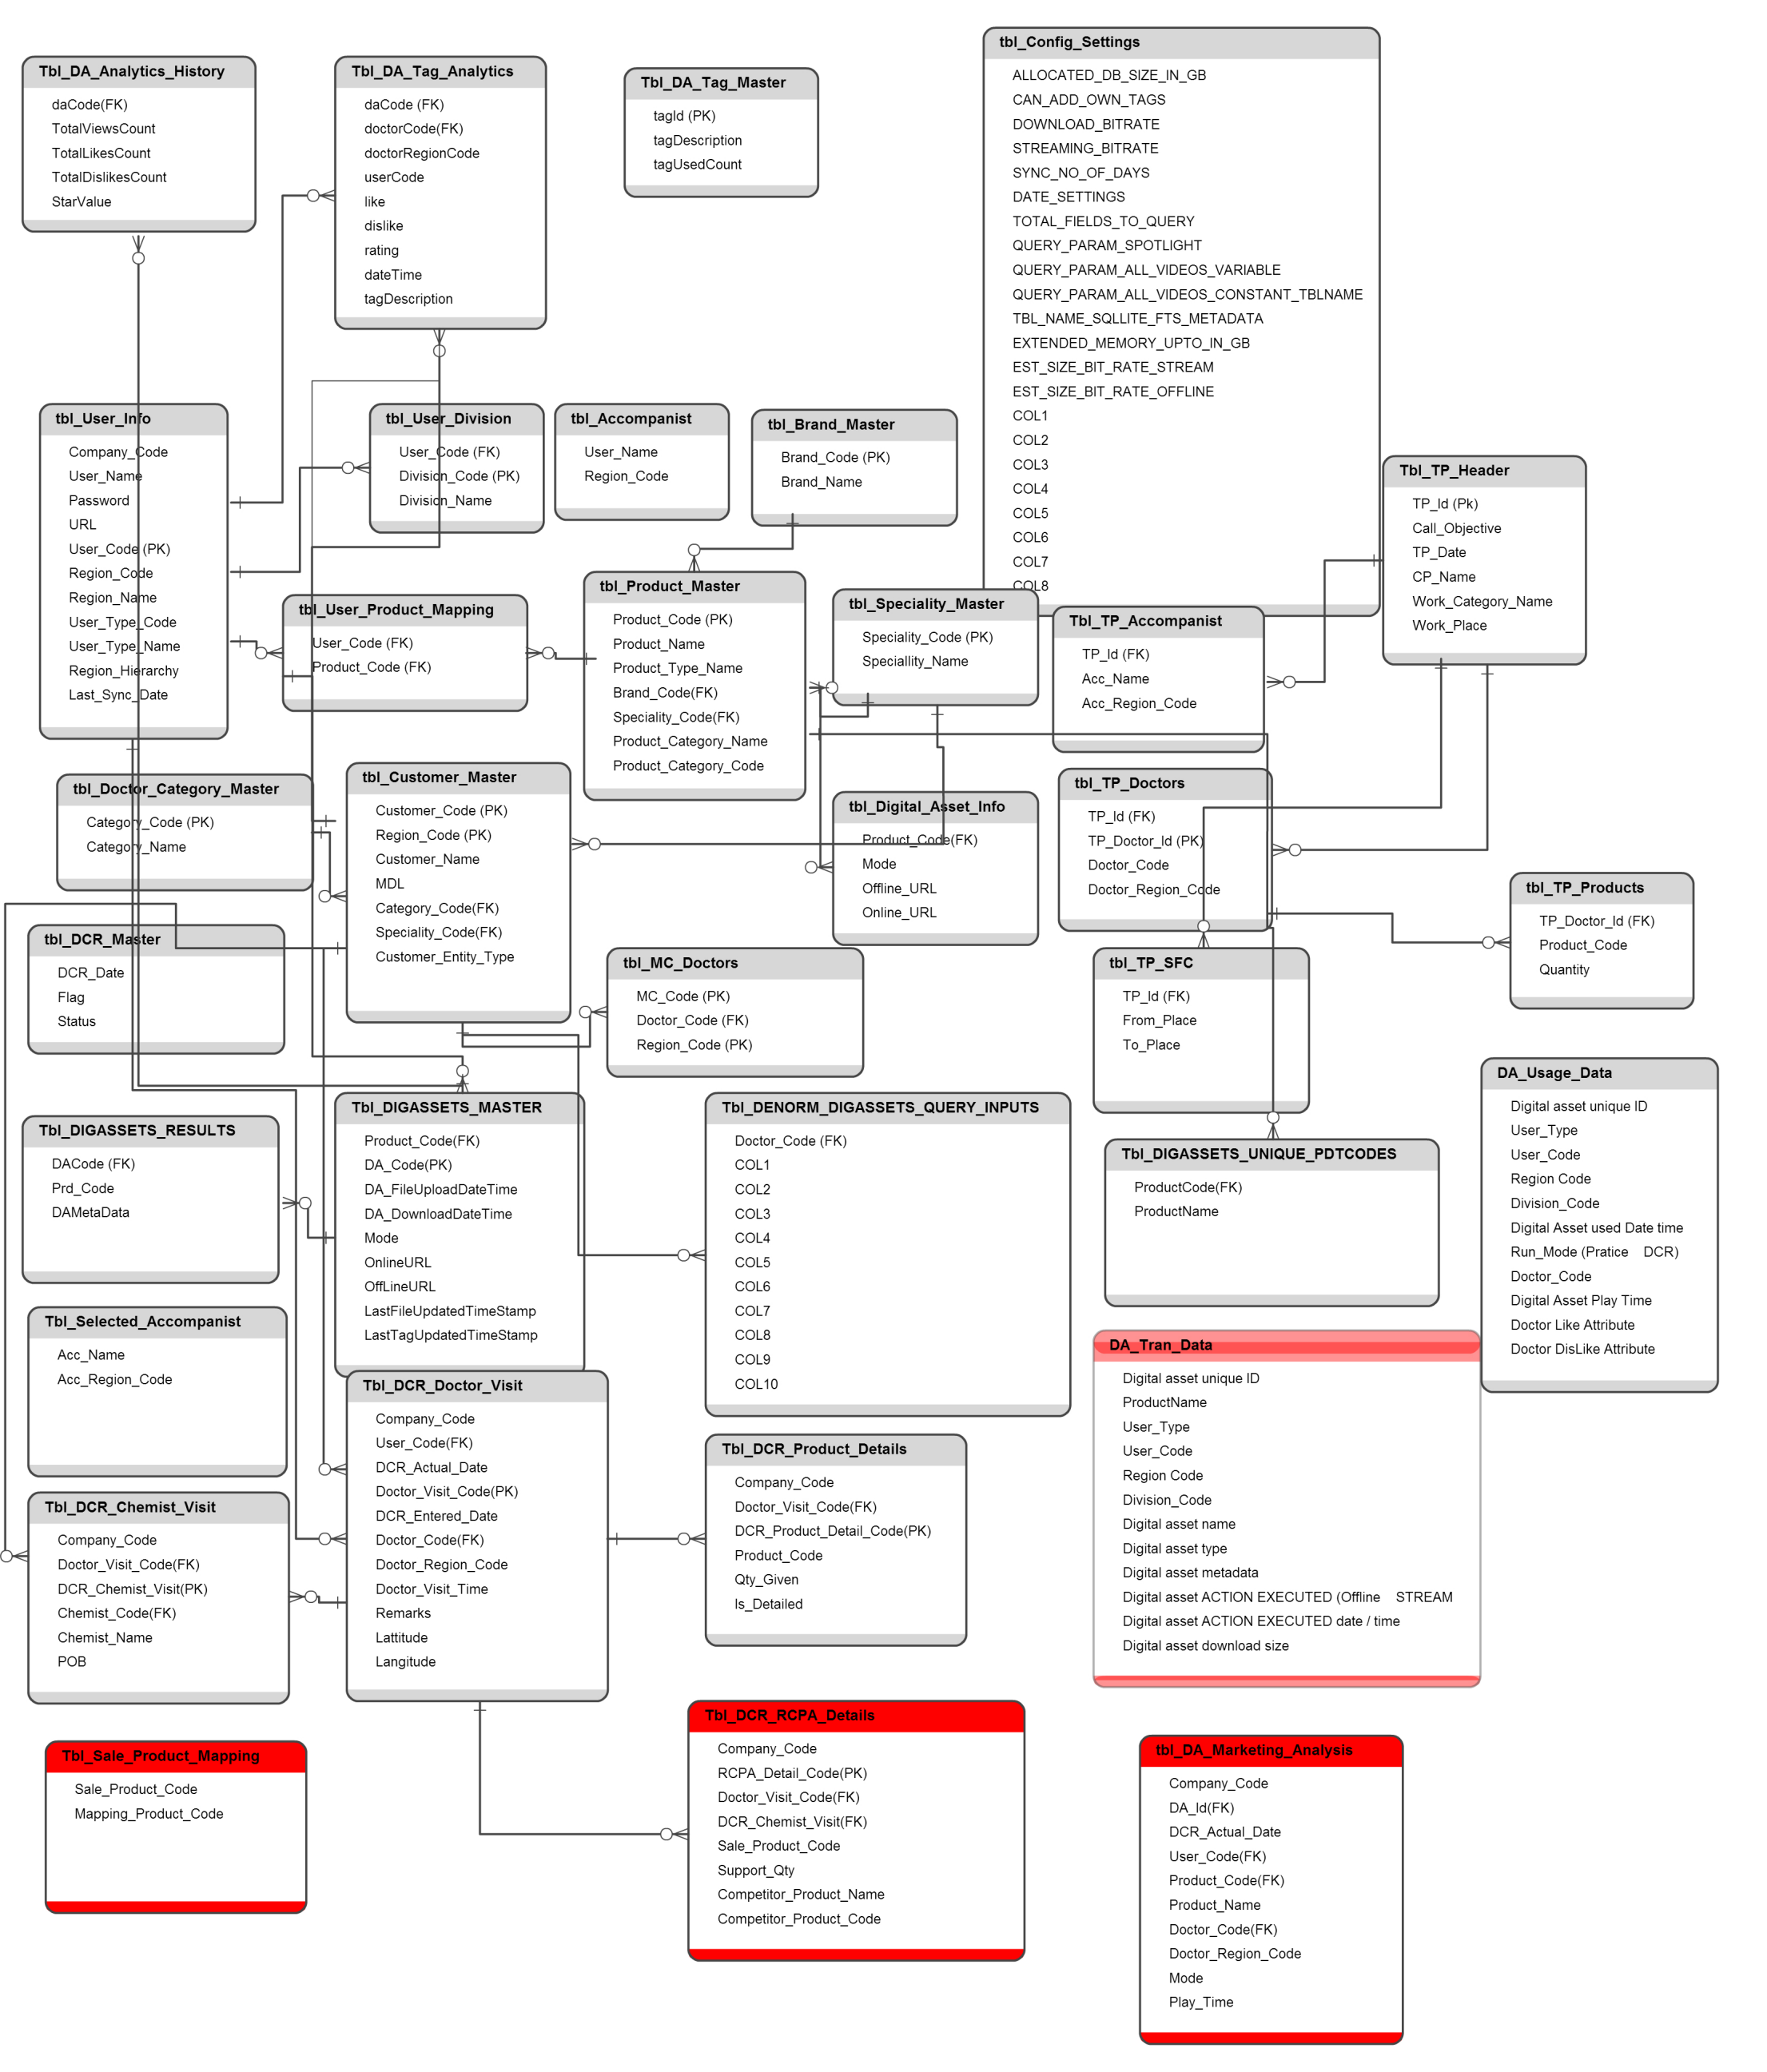 Tbl_DA_Analytics_History
daCode(FK)
TotalViewsCount
TotalLikesCount
TotalDislikesCount
StarValue
Tbl_DA_Tag_Analytics
daCode (FK)
doctorCode(FK)
doctorRegionCode
userCode
like
dislike
rating
dateTime
tagDescription
Tbl_DA_Tag_Master
tagId (PK)
tagDescription
tagUsedCount
tbl_Config_Settings
ALLOCATED_DB_SIZE_IN_GB
CAN_ADD_OWN_TAGS
DOWNLOAD_BITRATE
STREAMING_BITRATE
SYNC_NO_OF_DAYS
DATE_SETTINGS
TOTAL_FIELDS_TO_QUERY
QUERY_PARAM_SPOTLIGHT
QUERY_PARAM_ALL_VIDEOS_VARIABLE
QUERY_PARAM_ALL_VIDEOS_CONSTANT_TBLNAME
TBL_NAME_SQLLITE_FTS_METADATA
EXTENDED_MEMORY_UPTO_IN_GB
EST_SIZE_BIT_RATE_STREAM
EST_SIZE_BIT_RATE_OFFLINE
COL1
COL2
COL3
COL4
COL5
COL6
COL7
COL8
tbl_User_Info
Company_Code
User_Name
Password
URL
User_Code (PK)
Region_Code
Region_Name
User_Type_Code
User_Type_Name
Region_Hierarchy
Last_Sync_Date
tbl_User_Division
User_Code (FK)
Division_Code (PK)
Division_Name
tbl_Accompanist
User_Name
Region_Code
tbl_Brand_Master
Brand_Code (PK)
Brand_Name
Tbl_TP_Header
TP_Id (Pk)
Call_Objective
TP_Date
CP_Name
Work_Category_Name
Work_Place
tbl_User_Product_Mapping
User_Code (FK)
Product_Code (FK)
tbl_Product_Master
Product_Code (PK)
Product_Name
Product_Type_Name
Brand_Code(FK)
Speciality_Code(FK)
Product_Category_Name
Product_Category_Code
tbl_Speciality_Master
Speciality_Code (PK)
Speciallity_Name
Tbl_TP_Accompanist
TP_Id (FK)
Acc_Name
Acc_Region_Code
tbl_Doctor_Category_Master
Category_Code (PK)
Category_Name
tbl_Customer_Master
Customer_Code (PK)
Region_Code (PK)
Customer_Name
MDL
Category_Code(FK)
Speciality_Code(FK)
Customer_Entity_Type
tbl_Digital_Asset_Info
Product_Code(FK)
Mode
Offline_URL
Online_URL
tbl_TP_Doctors
TP_Id (FK)
TP_Doctor_Id (PK)
Doctor_Code
Doctor_Region_Code
tbl_TP_Products
TP_Doctor_Id (FK)
Product_Code
Quantity
tbl_DCR_Master
DCR_Date
Flag
Status
tbl_MC_Doctors
MC_Code (PK)
Doctor_Code (FK)
Region_Code (PK)
tbl_TP_SFC
TP_Id (FK)
From_Place
To_Place
DA_Usage_Data
Digital asset unique ID
User_Type
User_Code
Region Code
Division_Code
Digital Asset used Date time
Run_Mode (Pratice    DCR)
Doctor_Code
Digital Asset Play Time
Doctor Like Attribute
Doctor DisLike Attribute
Tbl_DIGASSETS_RESULTS
DACode (FK)
Prd_Code
DAMetaData
Tbl_DIGASSETS_MASTER
Product_Code(FK)
DA_Code(PK)
DA_FileUploadDateTime
DA_DownloadDateTime
Mode
OnlineURL
OffLineURL
LastFileUpdatedTimeStamp
LastTagUpdatedTimeStamp
Tbl_DENORM_DIGASSETS_QUERY_INPUTS
Doctor_Code (FK)
COL1
COL2
COL3
COL4
COL5
COL6
COL7
COL8
COL9
COL10
Tbl_DIGASSETS_UNIQUE_PDTCODES
ProductCode(FK)
ProductName
Tbl_Selected_Accompanist
Acc_Name
Acc_Region_Code
DA_Tran_Data
Digital asset unique ID
ProductName
User_Type
User_Code
Region Code
Division_Code
Digital asset name
Digital asset type
Digital asset metadata
Digital asset ACTION EXECUTED (Offline    STREAM
Digital asset ACTION EXECUTED date / time
Digital asset download size
Tbl_DCR_Doctor_Visit
Company_Code
User_Code(FK)
DCR_Actual_Date
Doctor_Visit_Code(PK)
DCR_Entered_Date
Doctor_Code(FK)
Doctor_Region_Code
Doctor_Visit_Time
Remarks
Lattitude
Langitude
Tbl_DCR_Product_Details
Company_Code
Doctor_Visit_Code(FK)
DCR_Product_Detail_Code(PK)
Product_Code
Qty_Given
Is_Detailed
Tbl_DCR_Chemist_Visit
Company_Code
Doctor_Visit_Code(FK)
DCR_Chemist_Visit(PK)
Chemist_Code(FK)
Chemist_Name
POB
Tbl_DCR_RCPA_Details
Company_Code
RCPA_Detail_Code(PK)
Doctor_Visit_Code(FK)
DCR_Chemist_Visit(FK)
Sale_Product_Code
Support_Qty
Competitor_Product_Name
Competitor_Product_Code
Tbl_Sale_Product_Mapping
Sale_Product_Code
Mapping_Product_Code
tbl_DA_Marketing_Analysis
Company_Code
DA_Id(FK)
DCR_Actual_Date
User_Code(FK)
Product_Code(FK)
Product_Name
Doctor_Code(FK)
Doctor_Region_Code
Mode
Play_Time